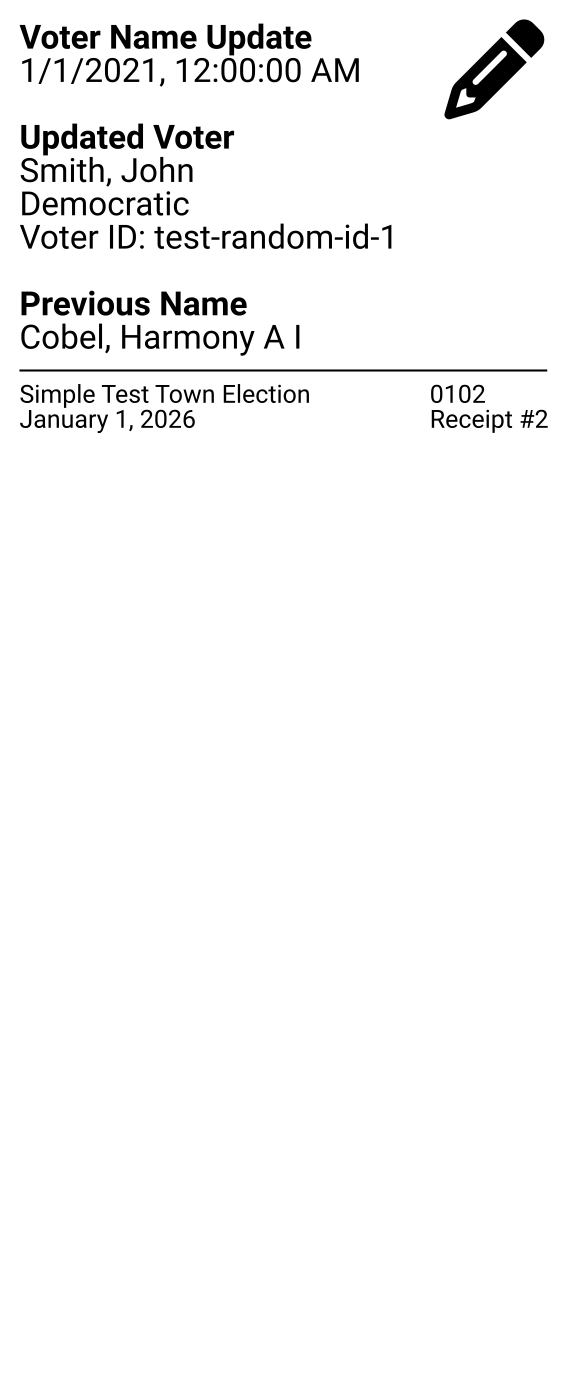 Voter Name Update
1/1/2021, 12:00:00 AM
Updated Voter
Smith, John
Democratic
Voter ID: test-random-id-1
Previous Name
Cobel, Harmony A I
Simple Test Town Election
January 1, 2026
0102
Receipt #2